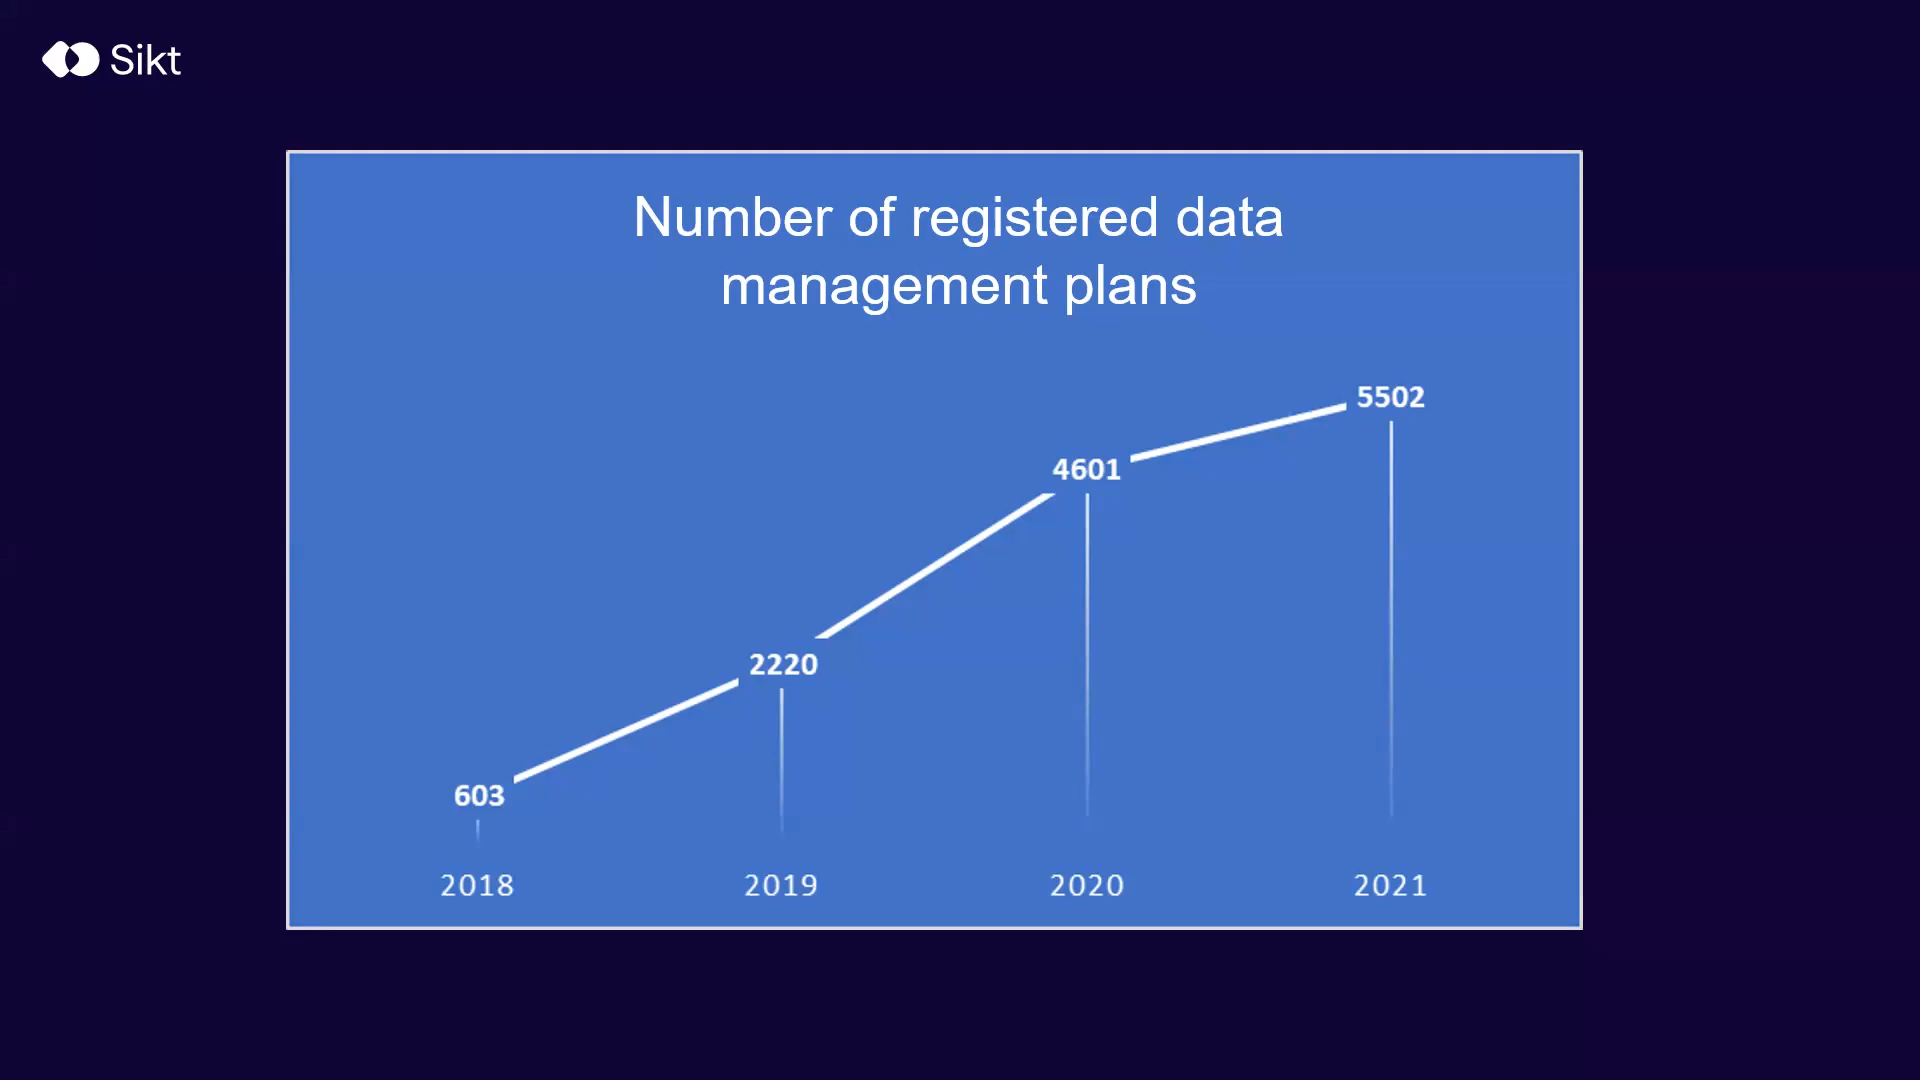 Sikt
Number of registered data
management plans
5502
4601
2220
603
2018 2019 2020 2021